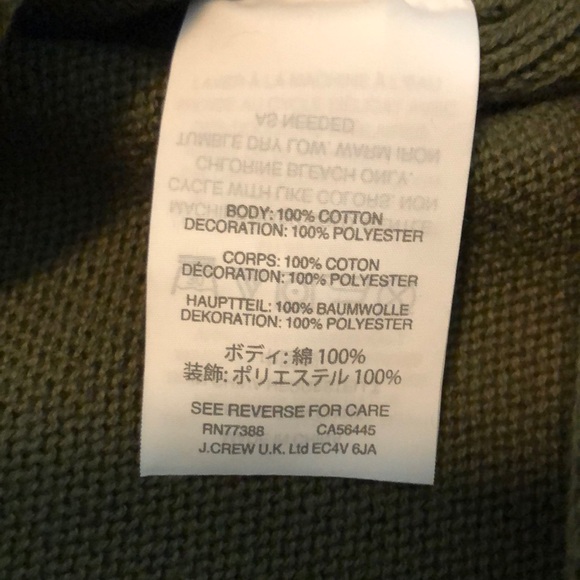 BODY: 100% COTTON
DECORATION: 100% POLYESTER
CORPS: 100% COTON
DÉCORATION: 100% POLYESTER
HAUPTTEIL: 100% BAUMWOLLE
DEKORATION: 100% POLYESTER
ボディ: 綿 100%
装飾: ポリエステル 100%
SEE REVERSE FOR CARE
RN77388 CA56445
J.CREW U.K. Ltd EC4V 6JA